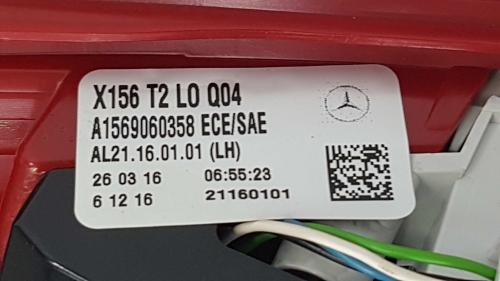 X156 T2 LO Q04
A1569060358 ECE/SAE
AL21.16.01.01 (LH)
26 03 16 06:55:23
6 12 16 21160101